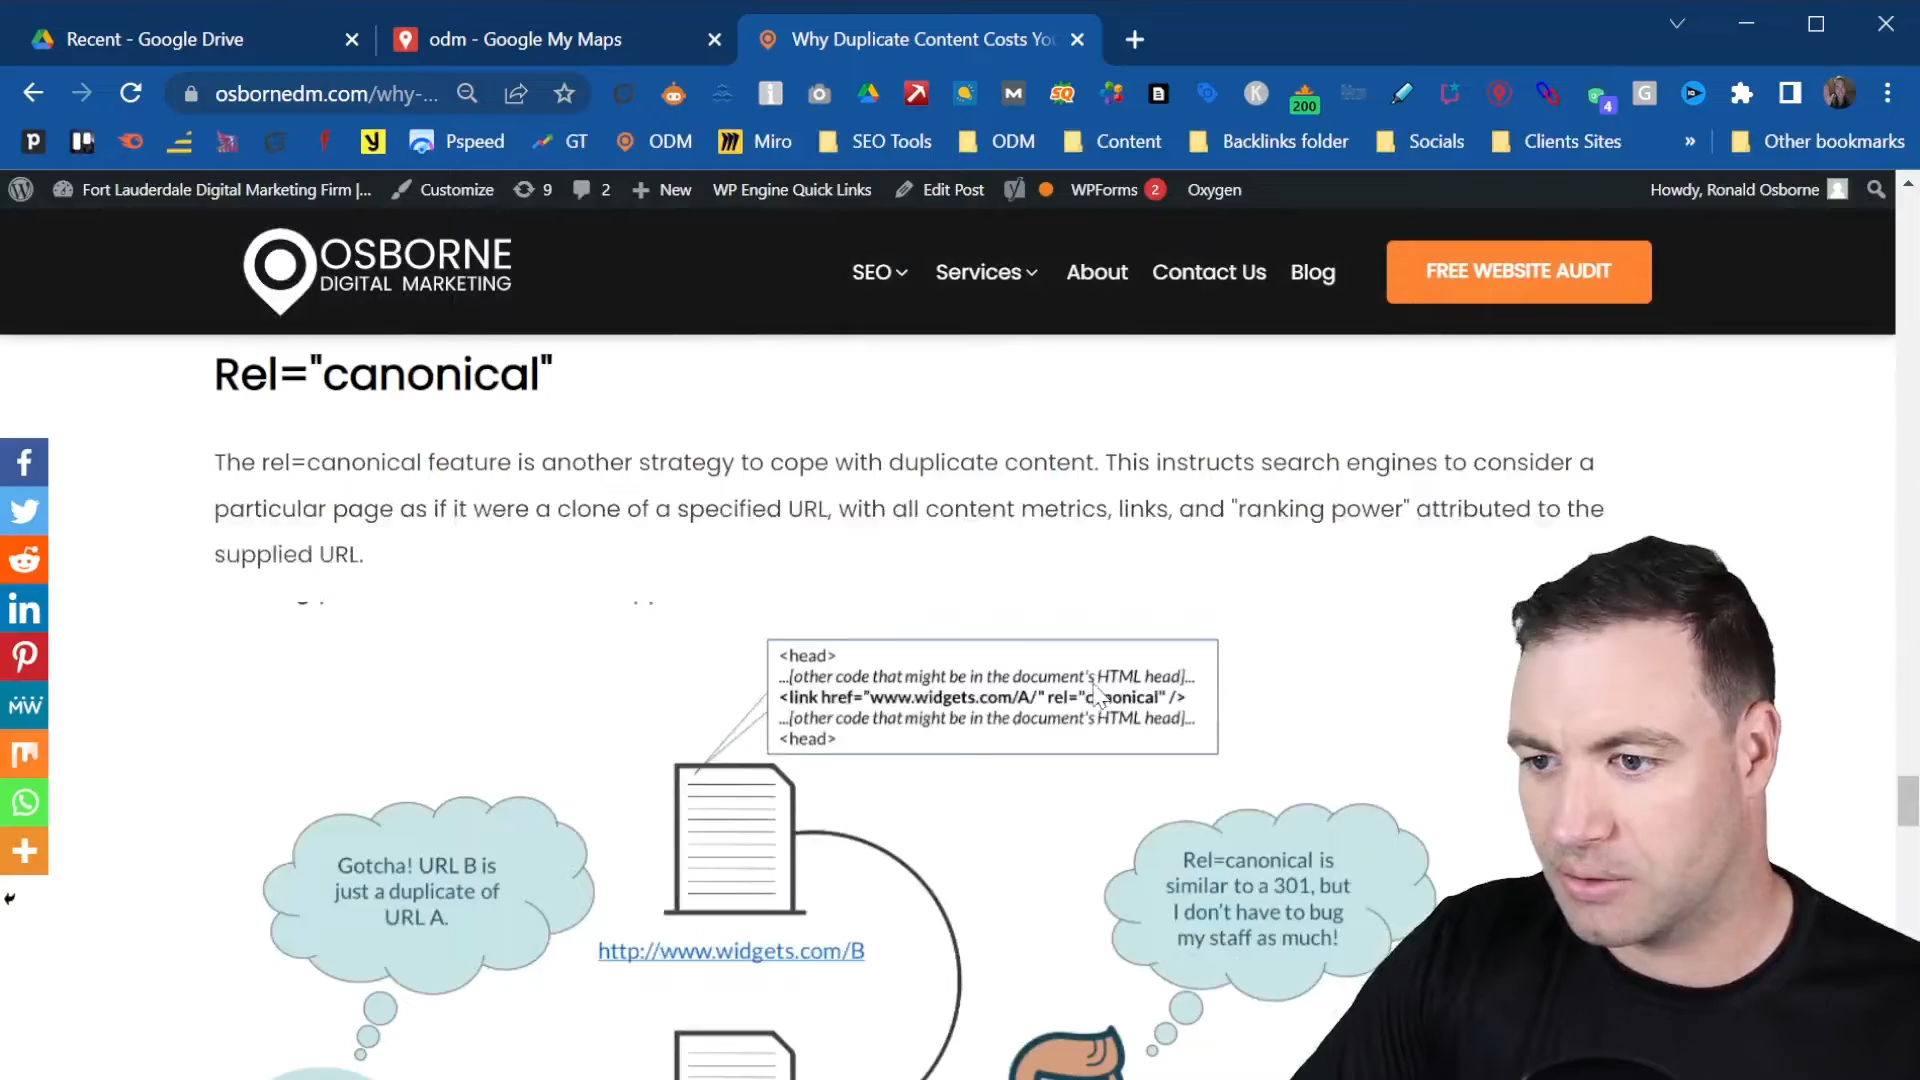 Recent - Google Drive
odm - Google My Maps
Why Duplicate Content Costs Yo
osbornedm.com/why-...
200
4
Pspeed
GT
ODM
Miro
SEO Tools
ODM
Content
Backlinks folder
Socials
Clients Sites
»
Other bookmarks
Fort Lauderdale Digital Marketing Firm |...
Customize
9
2
New
WP Engine Quick Links
Edit Post
WPForms 2
Oxygen
Howdy, Ronald Osborne
OSBORNE
DIGITAL MARKETING
SEO
Services
About
Contact Us
Blog
FREE WEBSITE AUDIT
Rel="canonical"
The rel=canonical feature is another strategy to cope with duplicate content. This instructs search engines to consider a
particular page as if it were a clone of a specified URL, with all content metrics, links, and "ranking power" attributed to the
supplied URL.
<head>
...[other code that might be in the document's HTML head]...
<link href="www.widgets.com/A/" rel="canonical" />
...[other code that might be in the document's HTML head]...
<head>
Gotcha! URL B is
just a duplicate of
URL A.
http://www.widgets.com/B
Rel=canonical is
similar to a 301, but
I don't have to bug
my staff as much!